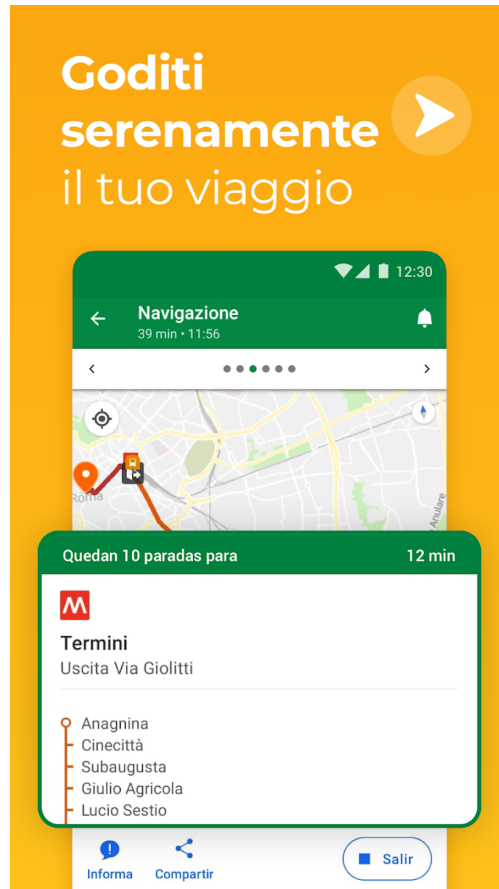 Goditi
serenamente
il tuo viaggio
12:30
Navigazione
39 min • 11:56
Roma
Anulare
Quedan 10 paradas para 12 min
M
Termini
Uscita Via Giolitti
Anagnina
Cinecittà
Subaugusta
Giulio Agricola
Lucio Sestio
Informa Compartir Salir